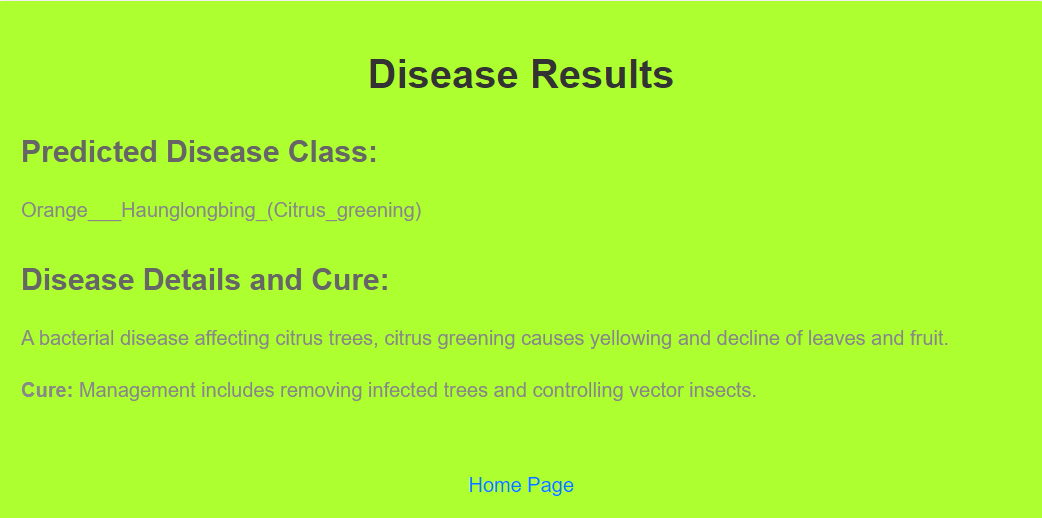 Disease Results
Predicted Disease Class:
Orange___Haunglongbing_(Citrus_greening)
Disease Details and Cure:
A bacterial disease affecting citrus trees, citrus greening causes yellowing and decline of leaves and fruit.
Cure: Management includes removing infected trees and controlling vector insects.
Home Page